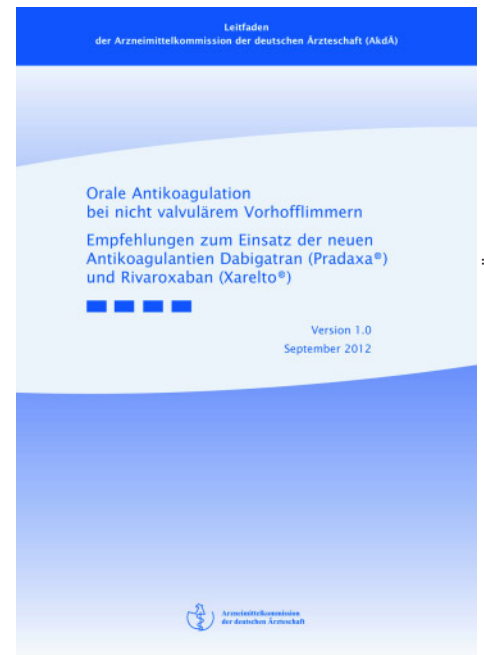 Leitfaden
der Arzneimittelkommission der deutschen Ärzteschaft (AkdÄ)
Orale Antikoagulation
bei nicht valvulärem Vorhofflimmern
Empfehlungen zum Einsatz der neuen
Antikoagulantien Dabigatran (Pradaxa®)
und Rivaroxaban (Xarelto®)
Version 1.0
September 2012
Arzneimittelkommission
der deutschen Ärzteschaft